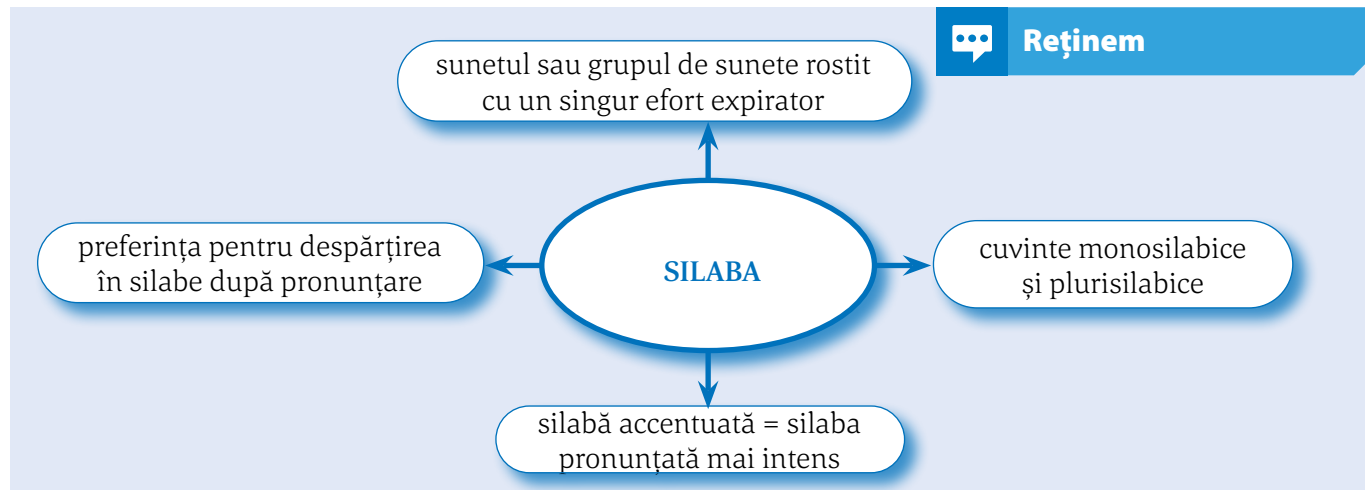 Reținem
sunetul sau grupul de sunete rostit
cu un singur efort expirator
preferința pentru despărțirea
în silabe după pronunțare
SILABA
cuvinte monosilabice
și plurisilabice
silabă accentuată = silaba
pronunțată mai intens